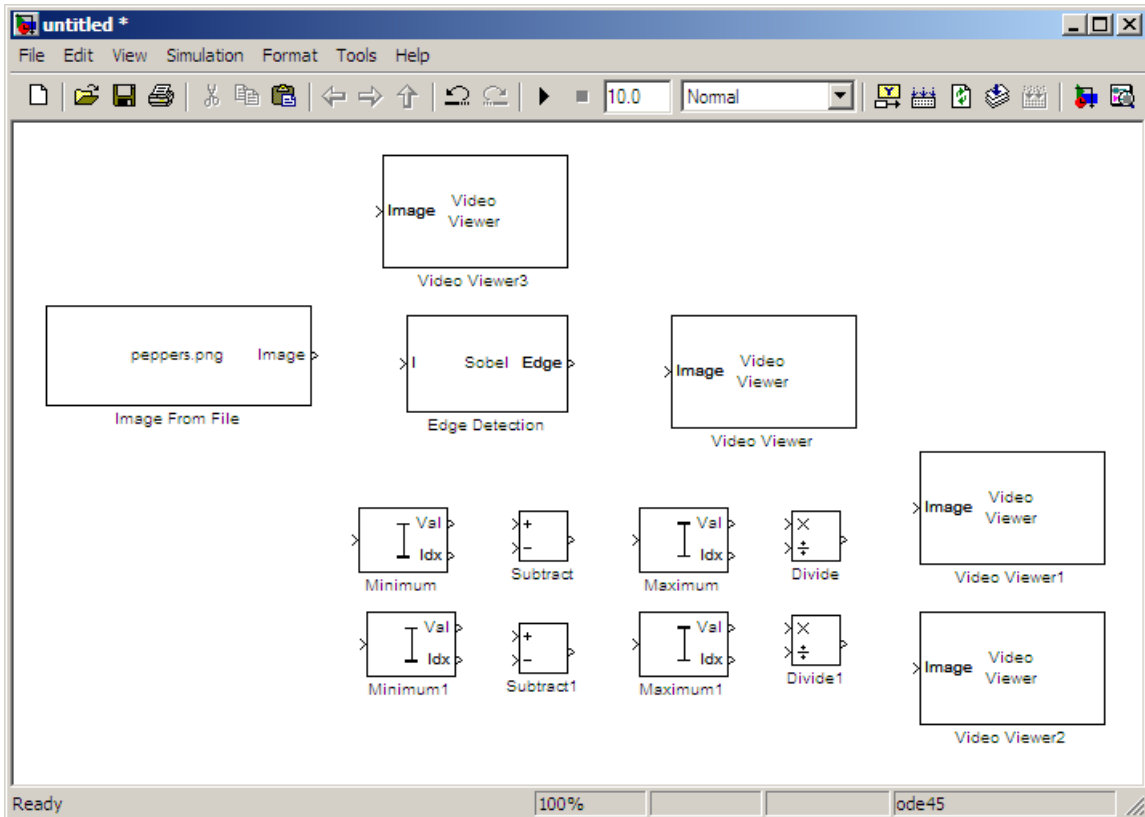 untitled *
File Edit View Simulation Format Tools Help
10.0 Normal
Image Video Viewer
Video Viewer3
peppers.png Image
Image From File
I Sobel Edge
Edge Detection
Image Video Viewer
Video Viewer
Image Video Viewer
Video Viewer1
Val
Idx
Minimum
+
−
Subtract
Val
Idx
Maximum
×
÷
Divide
Val
Idx
Minimum1
+
−
Subtract1
Val
Idx
Maximum1
×
÷
Divide1
Image Video Viewer
Video Viewer2
Ready 100% ode45